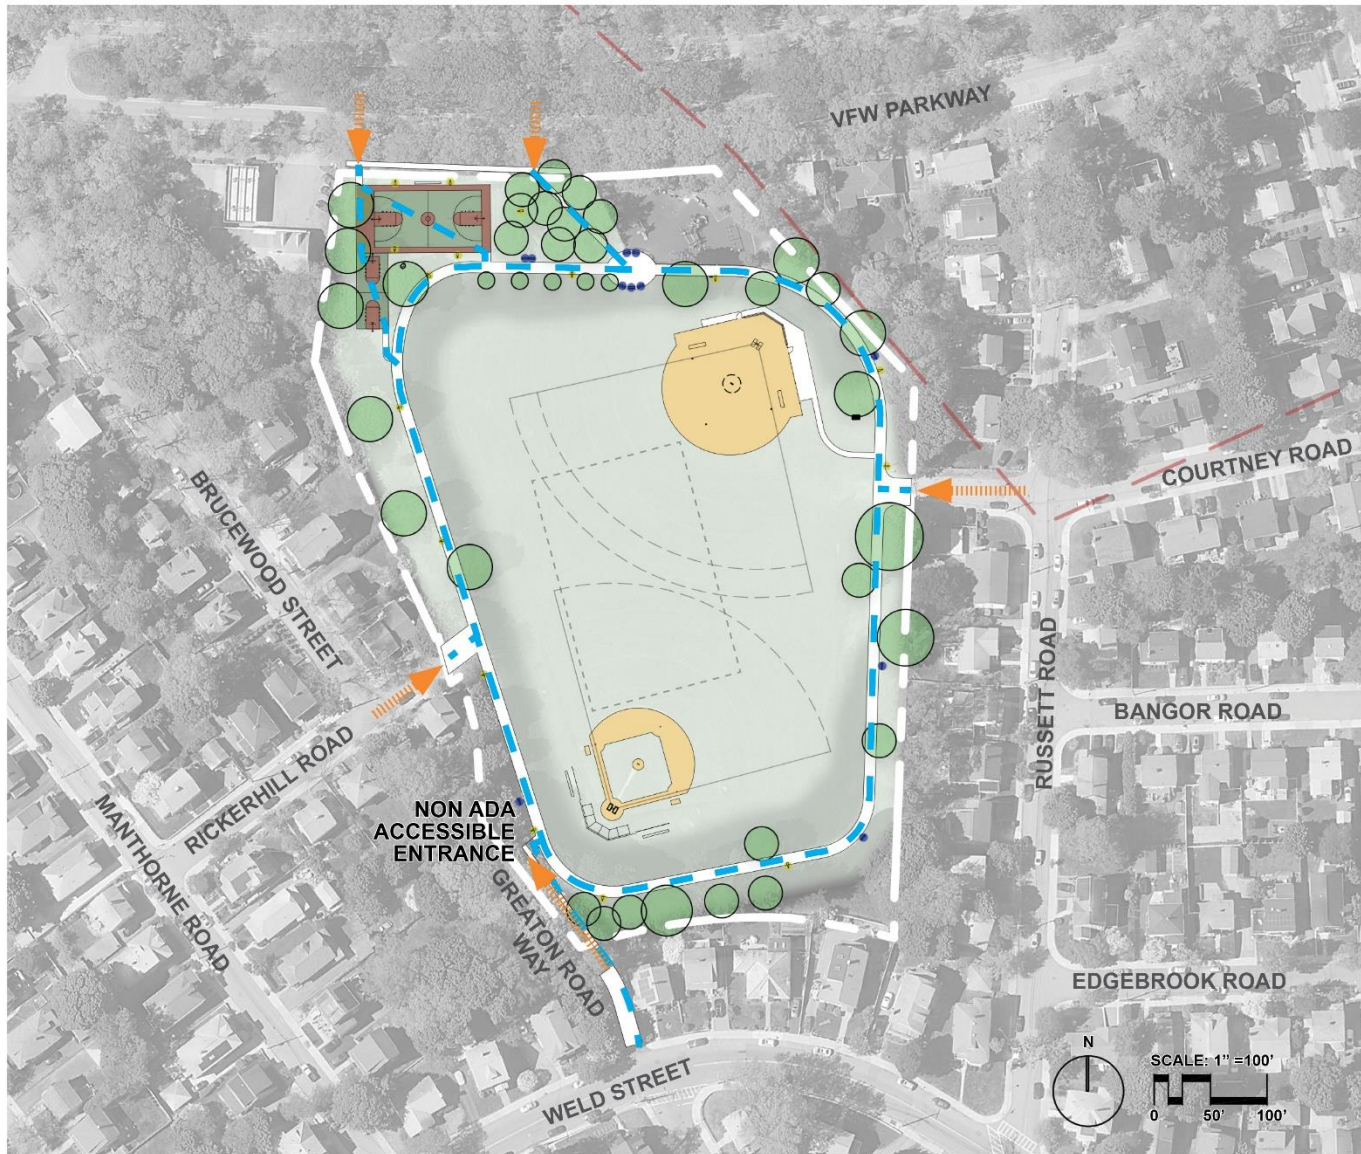 VFW PARKWAY
COURTNEY ROAD
BRUCEWOOD STREET
RUSSETT ROAD
BANGOR ROAD
RICKERHILL ROAD
MANTHORNE ROAD
NON ADA
ACCESSIBLE
ENTRANCE
GREATON ROAD
WAY
EDGEBROOK ROAD
WELD STREET
N
SCALE: 1" =100'
0 50' 100'